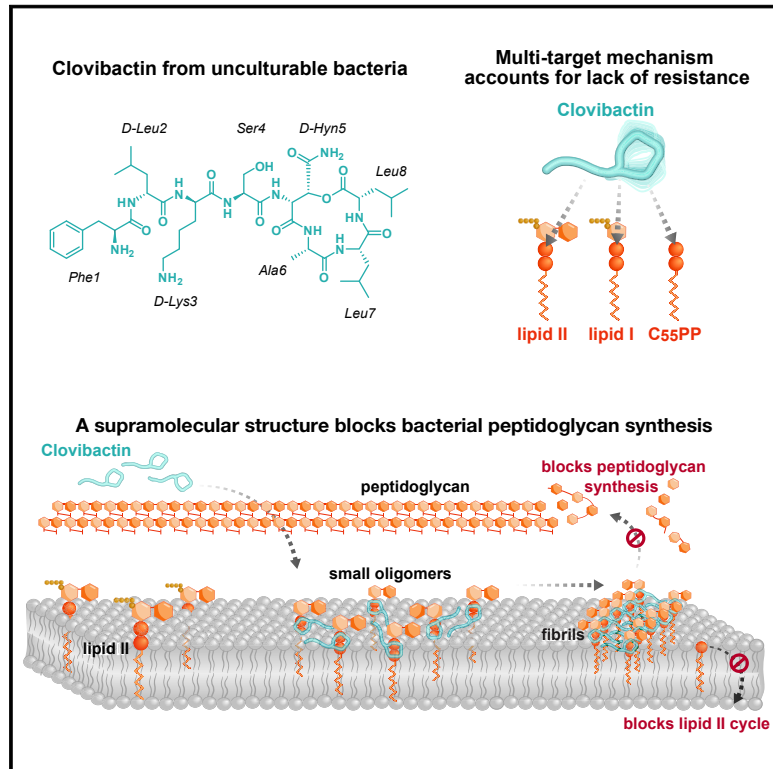 Clovibactin from unculturable bacteria
Multi-target mechanism
accounts for lack of resistance
Clovibactin
D-Leu2
Ser4
D-Hyn5
Leu8
Phe1
D-Lys3
Ala6
Leu7
O
NH2
OH
H
N
O
H
N
O
H
N
O
O
N
H
O
N
H
O
NH
O
NH2
O
NH
O
HN
NH2
lipid II
lipid I
C55PP
A supramolecular structure blocks bacterial peptidoglycan synthesis
Clovibactin
peptidoglycan
blocks peptidoglycan
synthesis
small oligomers
lipid II
fibrils
blocks lipid II cycle